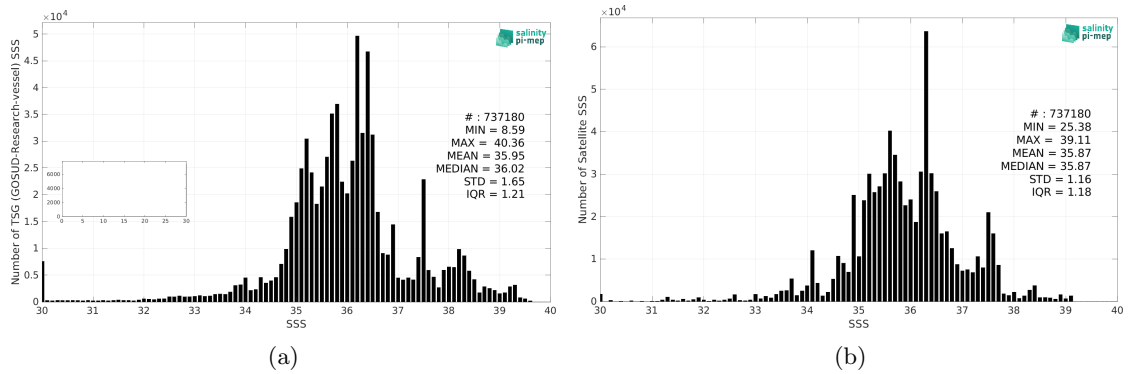 ×10⁴
5
4.5
4
3.5
3
2.5
2
1.5
1
0.5
0
Number of TSG (GOSUD-Research-vessel) SSS
salinity
pi-mep
# : 737180
MIN = 8.59
MAX = 40.36
MEAN = 35.95
MEDIAN = 36.02
STD = 1.65
IQR = 1.21
6000
4000
2000
0
0 5 10 15 20 25 30
30 31 32 33 34 35 36 37 38 39 40
SSS
(a)
×10⁴
6
5
4
3
2
1
0
Number of Satellite SSS
salinity
pi-mep
# : 737180
MIN = 25.38
MAX = 39.11
MEAN = 35.87
MEDIAN = 35.87
STD = 1.16
IQR = 1.18
30 31 32 33 34 35 36 37 38 39 40
SSS
(b)